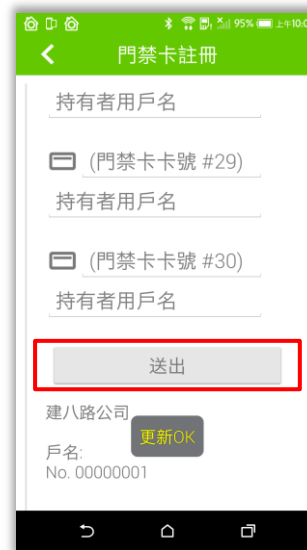 95% 上午10:0
門禁卡註冊
持有者用戶名
(門禁卡卡號 #29)
持有者用戶名
(門禁卡卡號 #30)
持有者用戶名
送出
建八路公司
更新OK
戶名:
No. 00000001